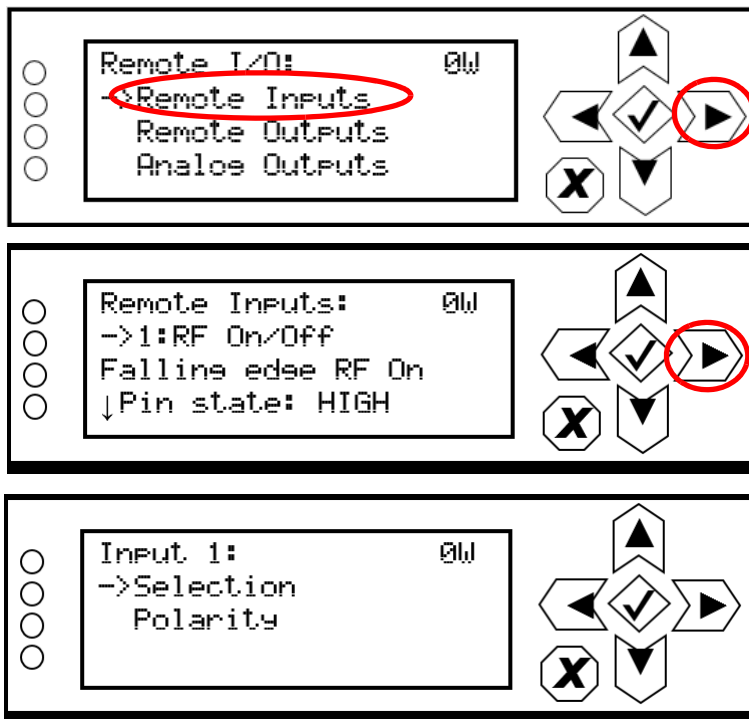 Remote I/O: 0W
->Remote Inputs
Remote Outputs
Analog Outputs
X
Remote Inputs: 0W
->1:RF On/Off
Falling edge RF On
↓Pin state: HIGH
X
Input 1: 0W
->Selection
Polarity
X